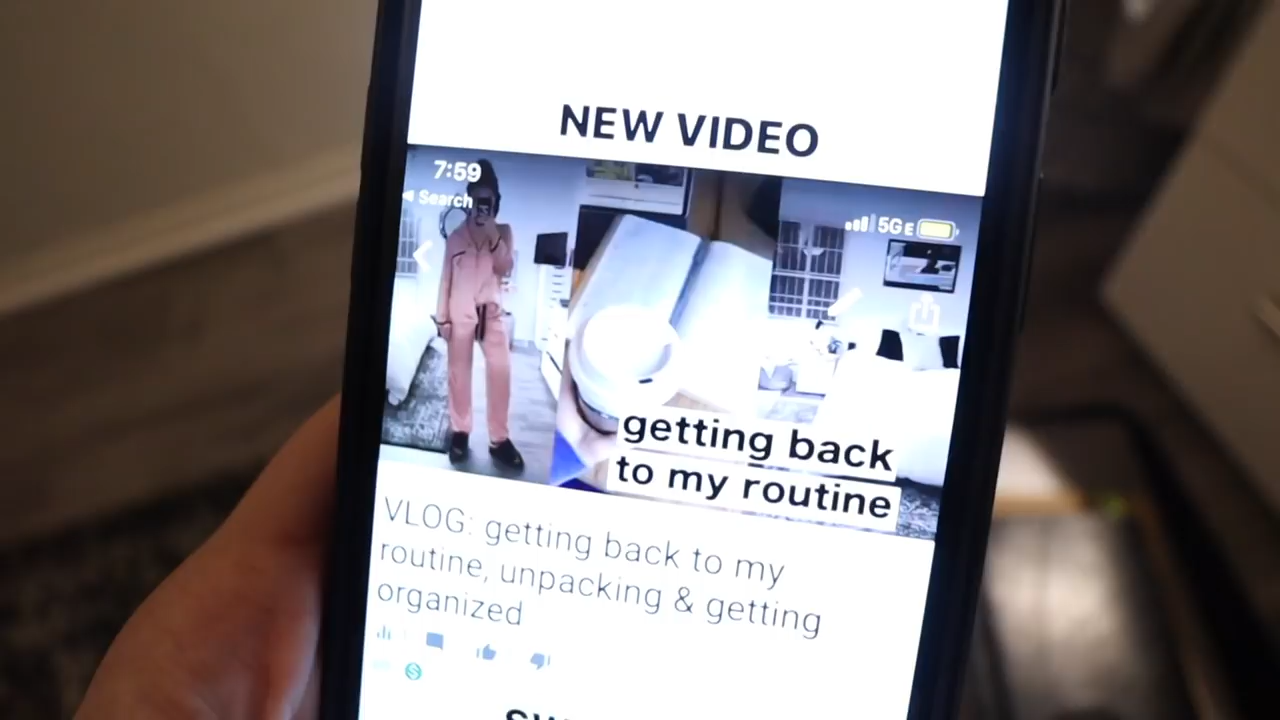 NEW VIDEO
7:59
Search
5GE
getting back
to my routine
VLOG: getting back to my
routine, unpacking & getting
organized